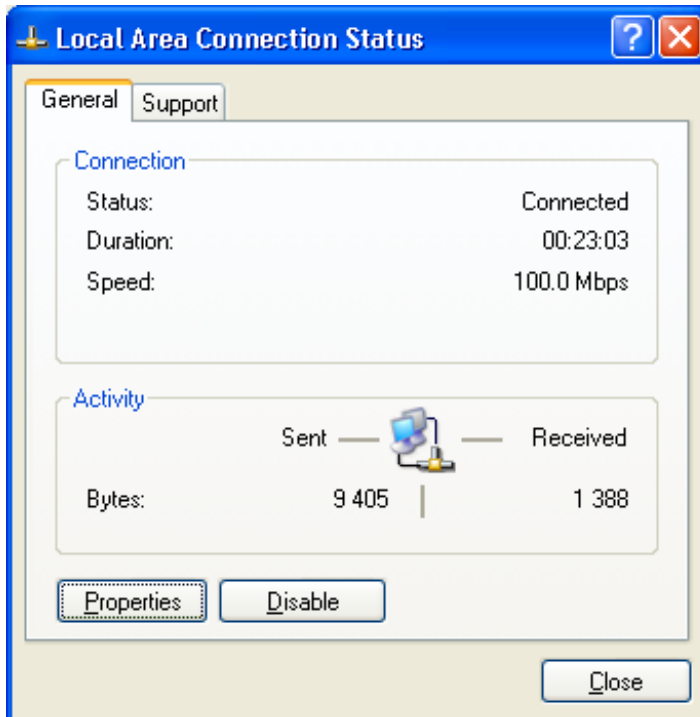 Local Area Connection Status
General Support
Connection
Status: Connected
Duration: 00:23:03
Speed: 100.0 Mbps
Activity
Sent Received
Bytes: 9 405 1 388
Properties Disable
Close